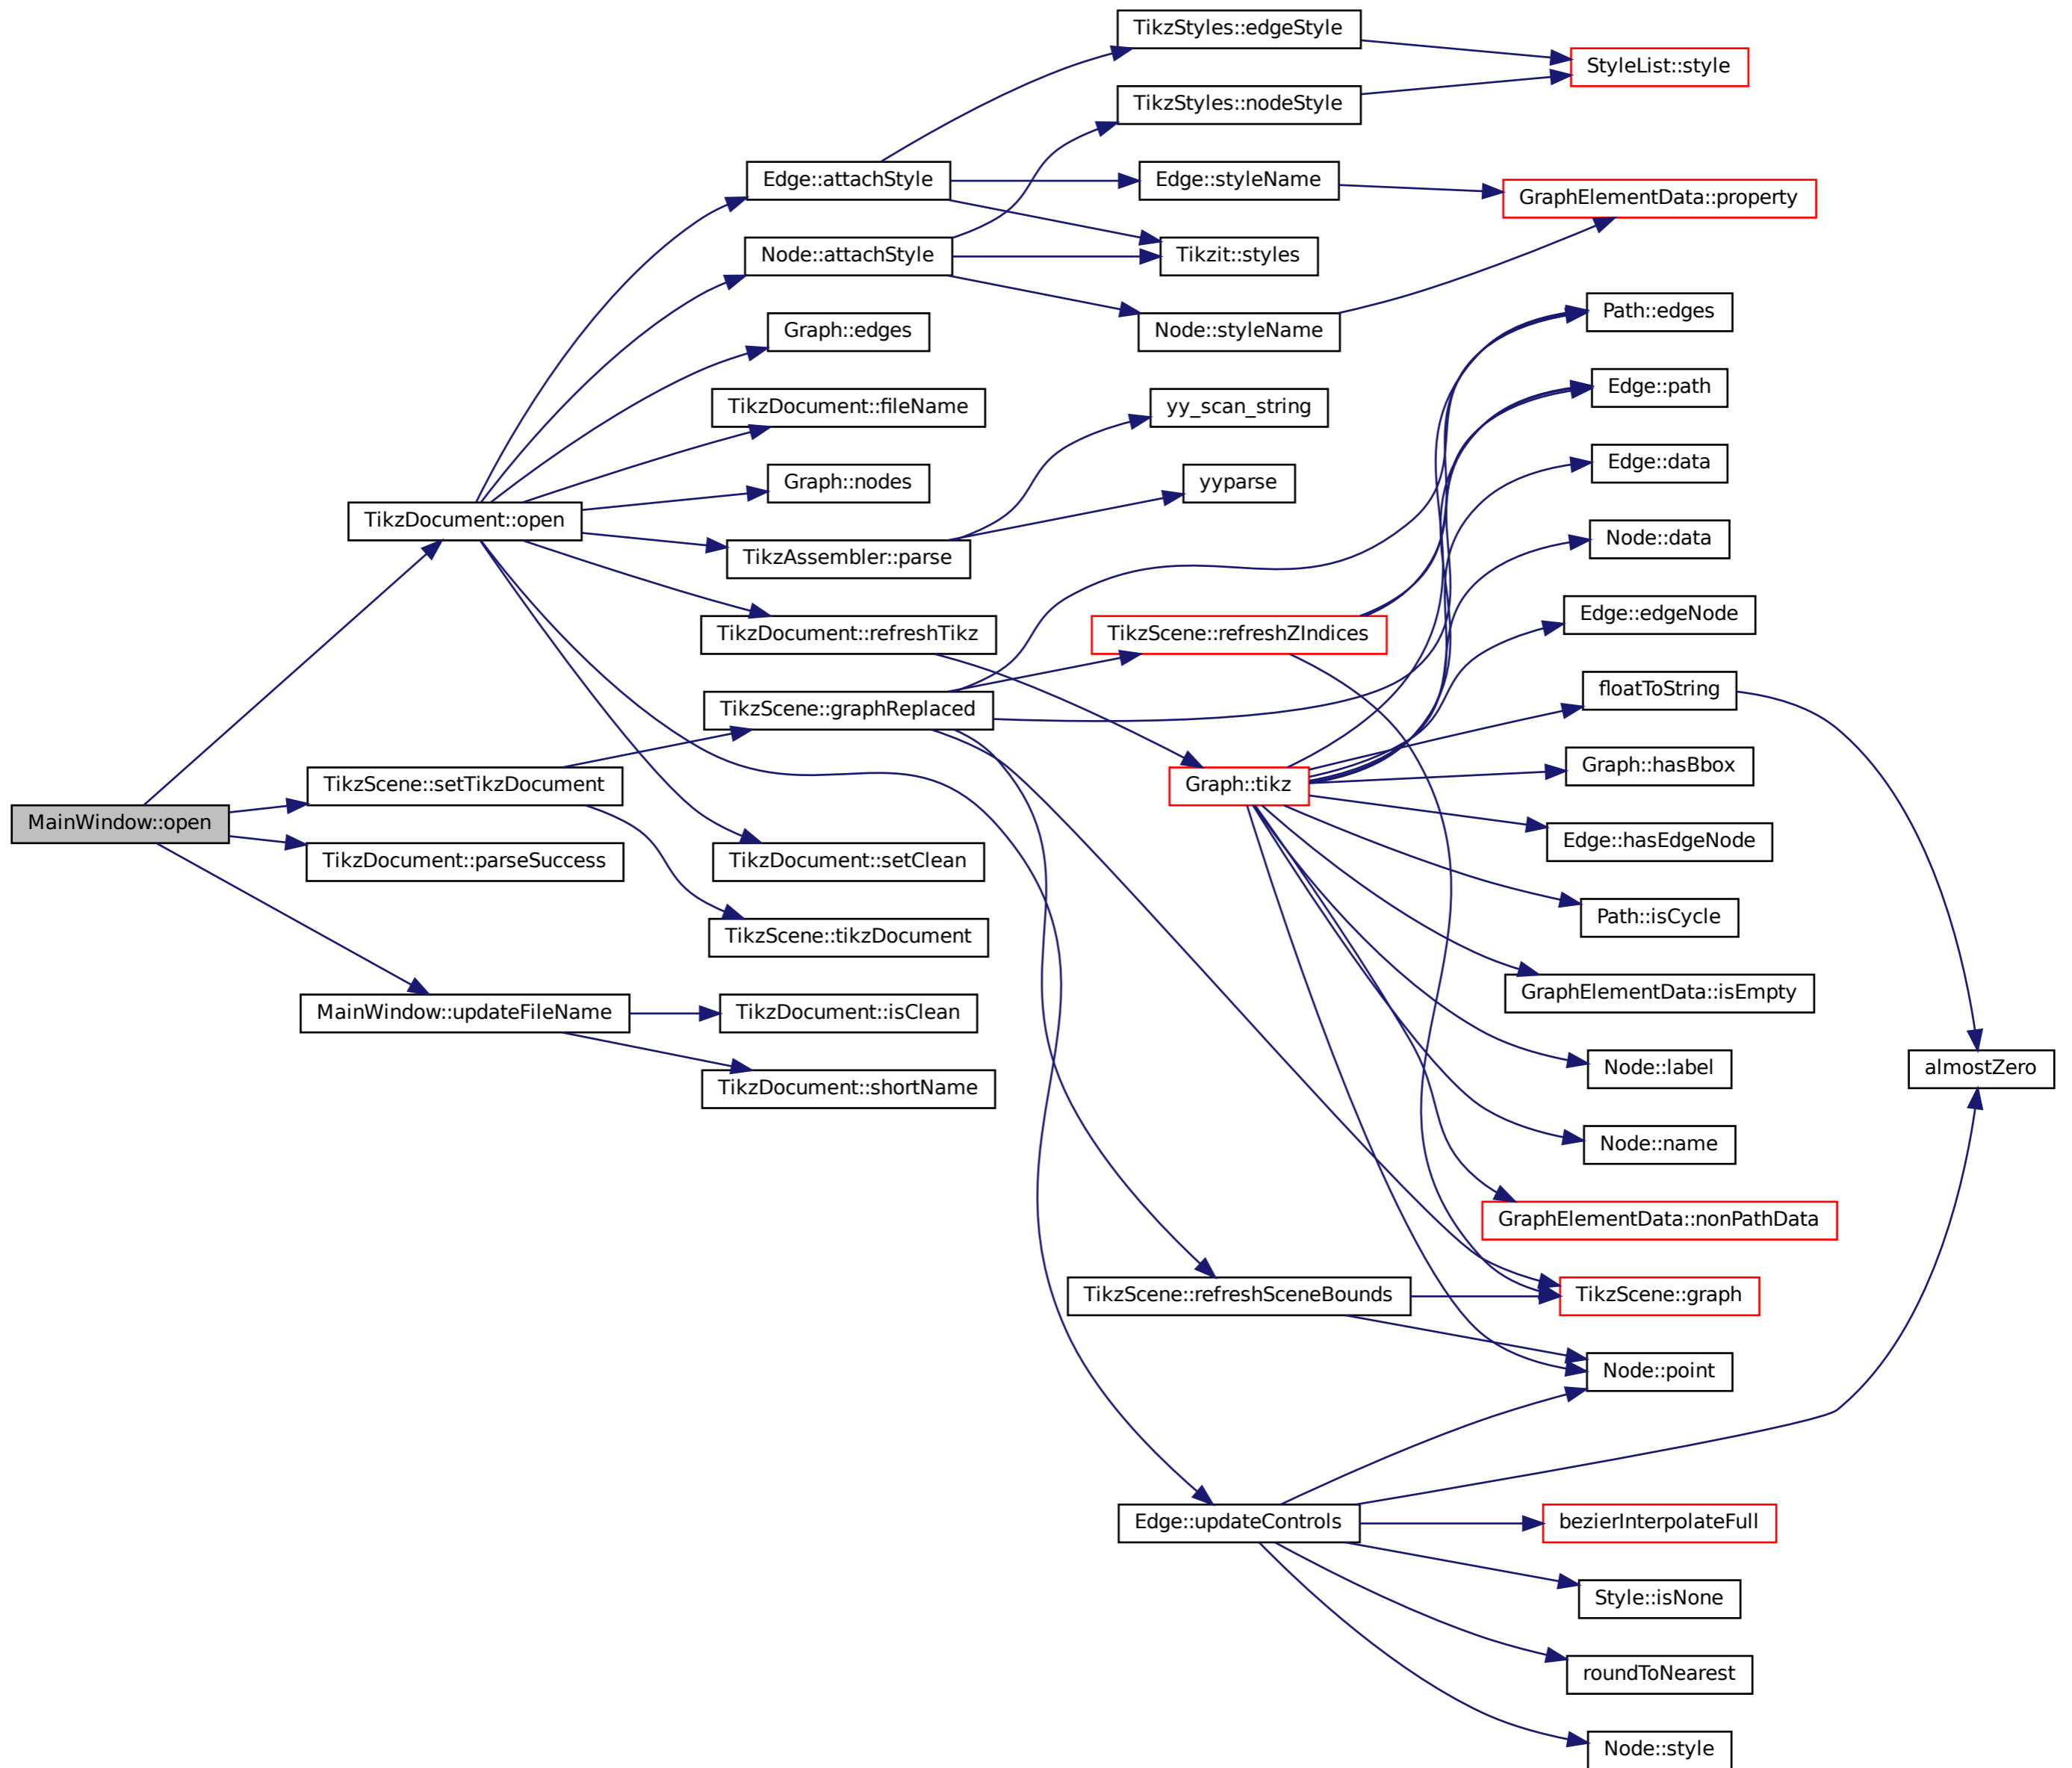 TikzStyles::edgeStyle
StyleList::style
TikzStyles::nodeStyle
Edge::attachStyle
Edge::styleName
GraphElementData::property
Node::attachStyle
Tikzit::styles
Path::edges
Graph::edges
Node::styleName
Edge::path
TikzDocument::fileName
yy_scan_string
Edge::data
Graph::nodes
yyparse
TikzDocument::open
Node::data
TikzAssembler::parse
Edge::edgeNode
TikzDocument::refreshTikz
TikzScene::refreshZIndices
floatToString
TikzScene::graphReplaced
Graph::hasBbox
TikzScene::setTikzDocument
Graph::tikz
MainWindow::open
Edge::hasEdgeNode
TikzDocument::parseSuccess
TikzDocument::setClean
Path::isCycle
TikzScene::tikzDocument
GraphElementData::isEmpty
MainWindow::updateFileName
TikzDocument::isClean
Node::label
almostZero
TikzDocument::shortName
Node::name
GraphElementData::nonPathData
TikzScene::refreshSceneBounds
TikzScene::graph
Node::point
Edge::updateControls
bezierInterpolateFull
Style::isNone
roundToNearest
Node::style